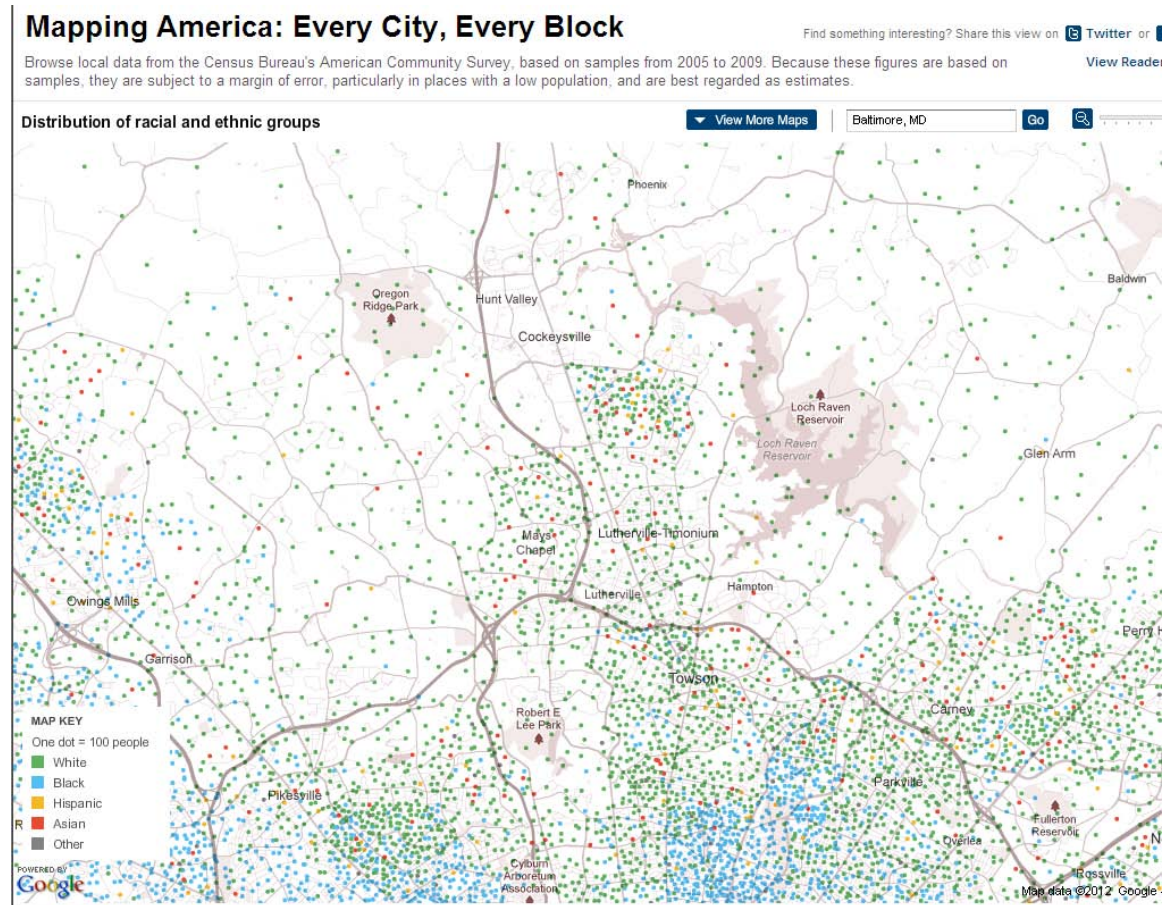 Mapping America: Every City, Every Block
Find something interesting? Share this view on Twitter or
Browse local data from the Census Bureau's American Community Survey, based on samples from 2005 to 2009. Because these figures are based on
samples, they are subject to a margin of error, particularly in places with a low population, and are best regarded as estimates.
View Reader
Distribution of racial and ethnic groups
View More Maps
Baltimore, MD
Go
Phoenix
Baldwin
Oregon
Ridge Park
Hunt Valley
Cockeysville
Loch Raven
Reservoir
Loch Raven
Reservoir
Glen Arm
Mays
Chapel
Lutherville-Timonium
Hampton
Lutherville
Owings Mills
Perry H
Garrison
Towson
Robert E
Lee Park
Carney
MAP KEY
One dot = 100 people
White
Black
Hispanic
Asian
Other
Pikesville
Parkville
Fullerton
Reservoir
R
N
Overlea
Cylburn
Arboretum
Association
Rossville
POWERED BY
Google
Map data ©2012 Google -